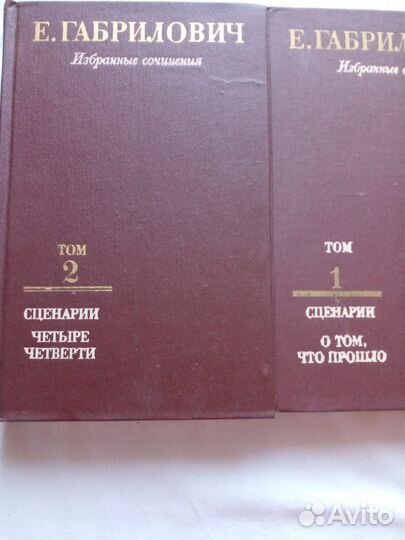 Е. ГАБРИЛОВИЧ
Избранные сочинения
ТОМ
2
СЦЕНАРИИ
ЧЕТЫРЕ
ЧЕТВЕРТИ
Е. ГАБРИЛ
Избранные с
ТОМ
1
СЦЕНАРИИ
О ТОМ,
ЧТО ПРОШЛО
Avito